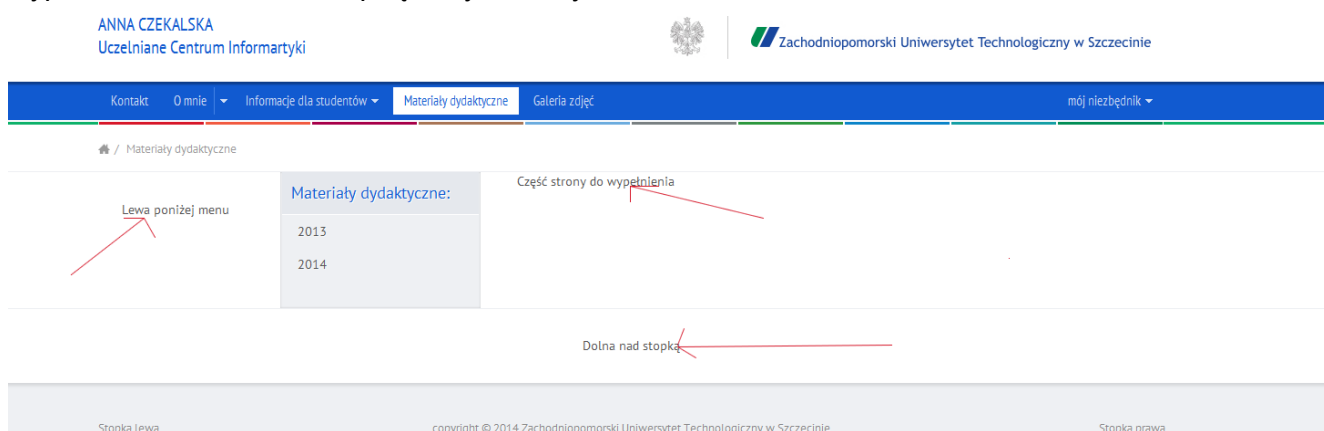 ANNA CZEKALSKA
Uczelniane Centrum Informartyki
Zachodniopomorski Uniwersytet Technologiczny w Szczecinie
Kontakt O mnie Informacje dla studentów Materiały dydaktyczne Galeria zdjęć mój niezbędnik
/ Materiały dydaktyczne
Część strony do wypełnienia
Materiały dydaktyczne:
Lewa poniżej menu
2013
2014
Dolna nad stopką
Stopka lewa copyright © 2014 Zachodniopomorski Uniwersytet Technologiczny w Szczecinie Stopka prawa